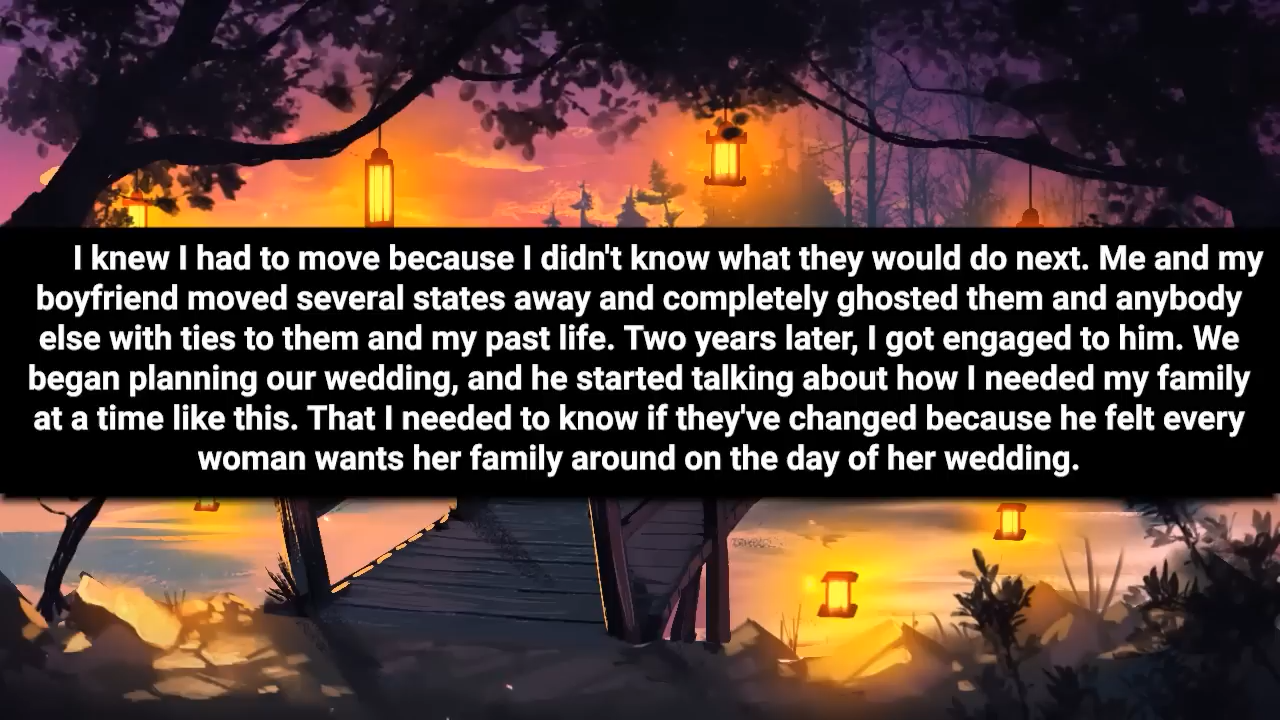 I knew I had to move because I didn't know what they would do next. Me and my
boyfriend moved several states away and completely ghosted them and anybody
else with ties to them and my past life. Two years later, I got engaged to him. We
began planning our wedding, and he started talking about how I needed my family
at a time like this. That I needed to know if they've changed because he felt every
woman wants her family around on the day of her wedding.